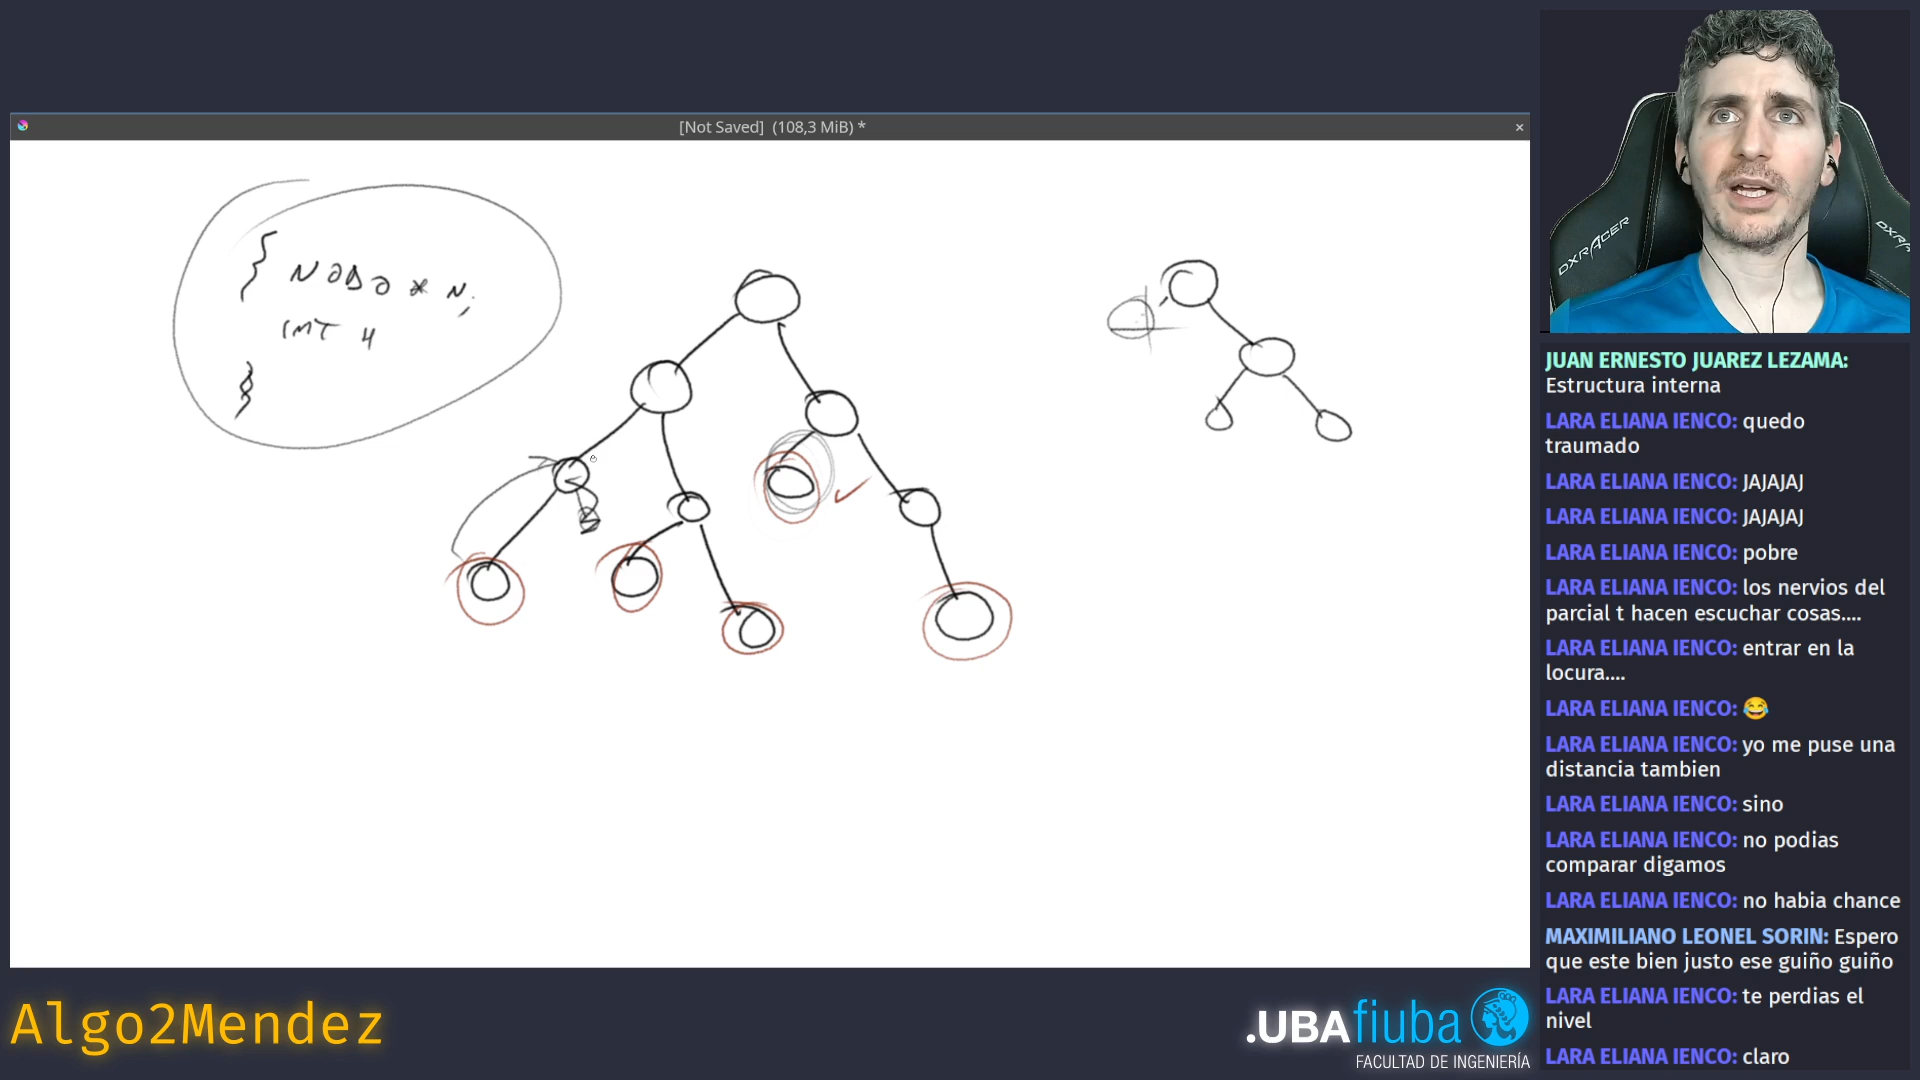 [Not Saved]  (108,3 MiB) *
×
{ NODO * N;
INT H
}
DXRACER
JUAN ERNESTO JUAREZ LEZAMA:
Estructura interna
LARA ELIANA IENCO: quedo
traumado
LARA ELIANA IENCO: JAJAJAJ
LARA ELIANA IENCO: JAJAJAJ
LARA ELIANA IENCO: pobre
LARA ELIANA IENCO: los nervios del
parcial t hacen escuchar cosas....
LARA ELIANA IENCO: entrar en la
locura....
LARA ELIANA IENCO: 😂
LARA ELIANA IENCO: yo me puse una
distancia tambien
LARA ELIANA IENCO: sino
LARA ELIANA IENCO: no podias
comparar digamos
LARA ELIANA IENCO: no habia chance
MAXIMILIANO LEONEL SORIN: Espero
que este bien justo ese guiño guiño
LARA ELIANA IENCO: te perdias el
nivel
LARA ELIANA IENCO: claro
Algo2Mendez
.UBAfiuba
FACULTAD DE INGENIERÍA